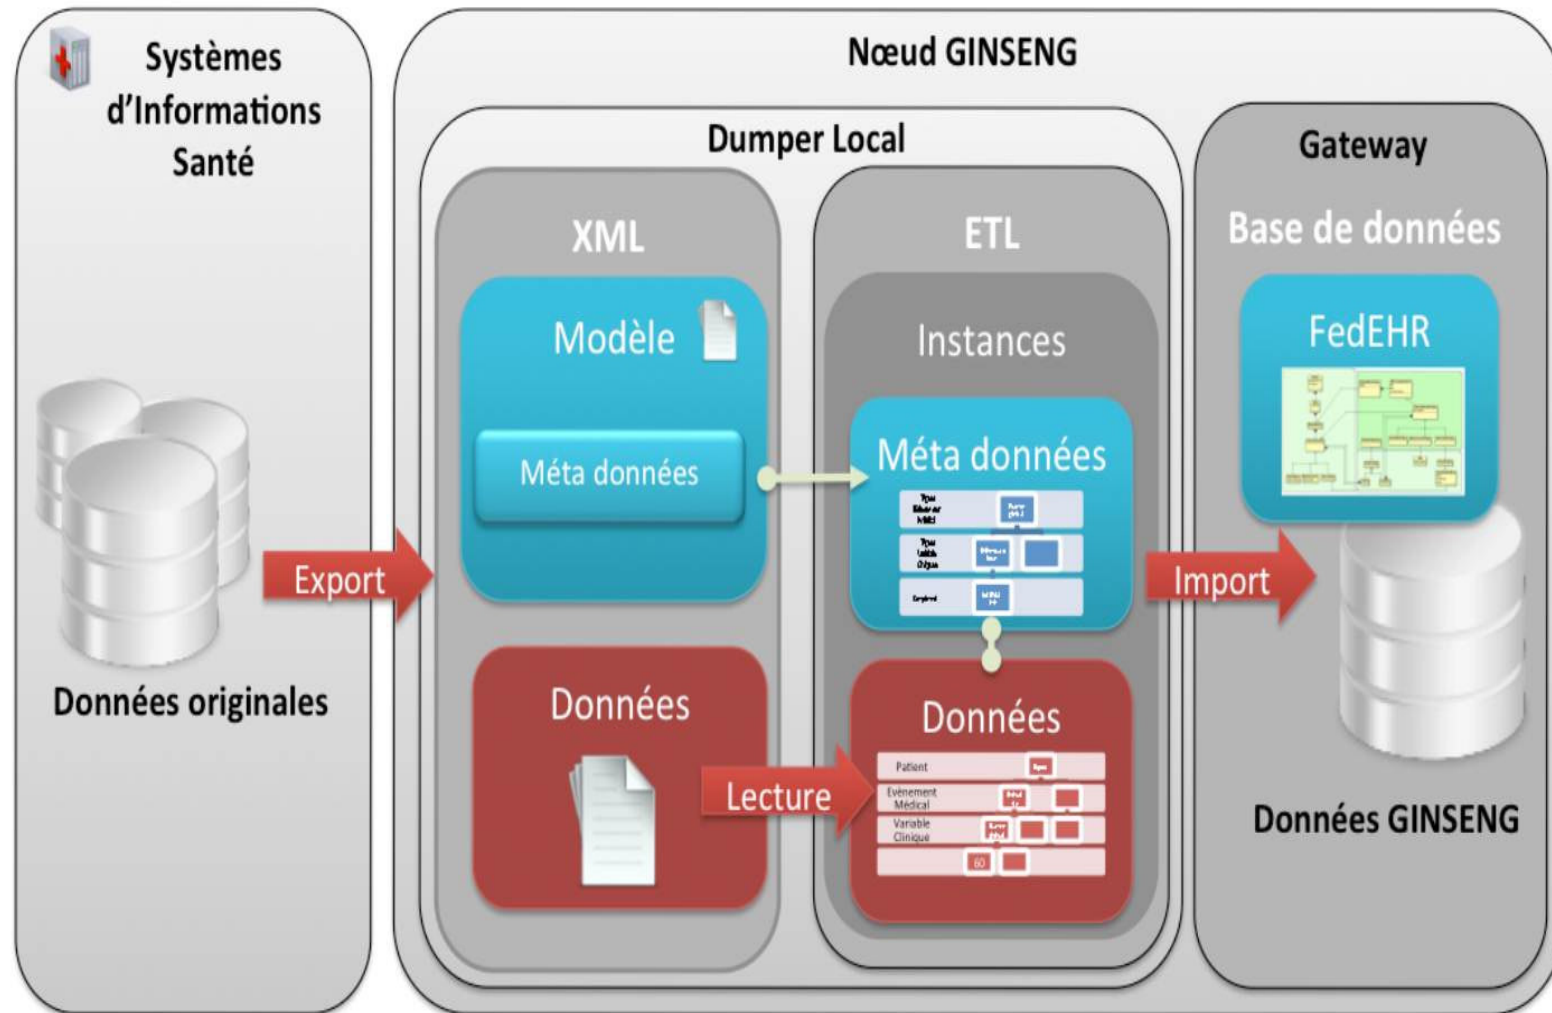 Systèmes
d'Informations
Santé
Données originales
Export
Nœud GINSENG
Dumper Local
XML
Modèle
Méta données
Données
Lecture
ETL
Instances
Méta données
Données
Patient
Evènement
Médical
Variable
Clinique
60
Import
Gateway
Base de données
FedEHR
Données GINSENG